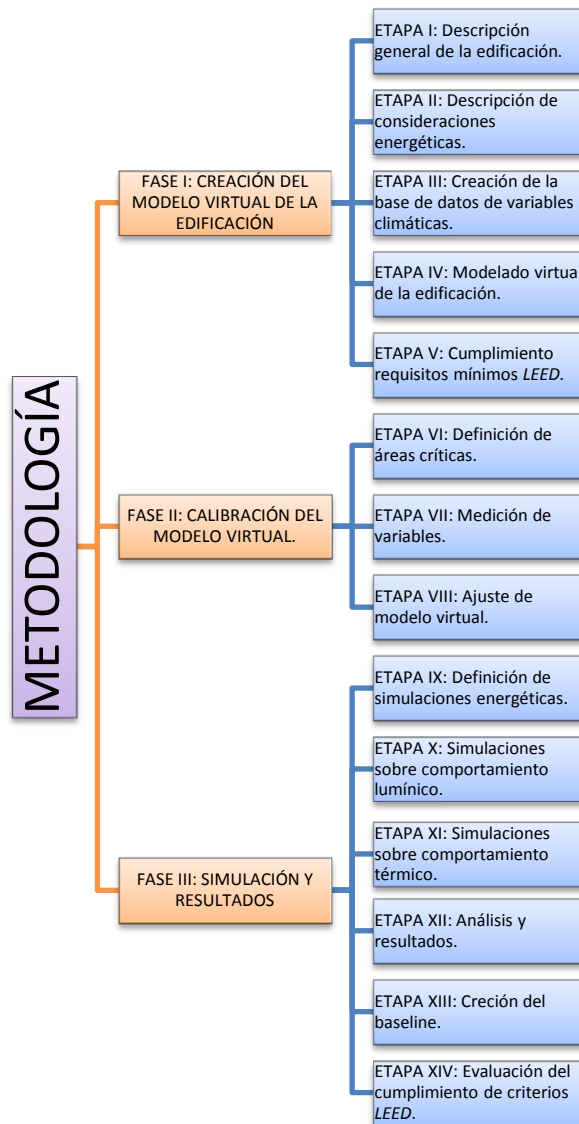 METODOLOGÍA
FASE I: CREACIÓN DEL
MODELO VIRTUAL DE LA
EDIFICACIÓN
ETAPA I: Descripción
general de la edificación.
ETAPA II: Descripción de
consideraciones
energéticas.
ETAPA III: Creación de la
base de datos de variables
climáticas.
ETAPA IV: Modelado virtua
de la edificación.
ETAPA V: Cumplimiento
requisitos mínimos LEED.
FASE II: CALIBRACIÓN DEL
MODELO VIRTUAL.
ETAPA VI: Definición de
áreas críticas.
ETAPA VII: Medición de
variables.
ETAPA VIII: Ajuste de
modelo virtual.
FASE III: SIMULACIÓN Y
RESULTADOS
ETAPA IX: Definición de
simulaciones energéticas.
ETAPA X: Simulaciones
sobre comportamiento
lumínico.
ETAPA XI: Simulaciones
sobre comportamiento
térmico.
ETAPA XII: Análisis y
resultados.
ETAPA XIII: Creción del
baseline.
ETAPA XIV: Evaluación del
cumplimiento de criterios
LEED.